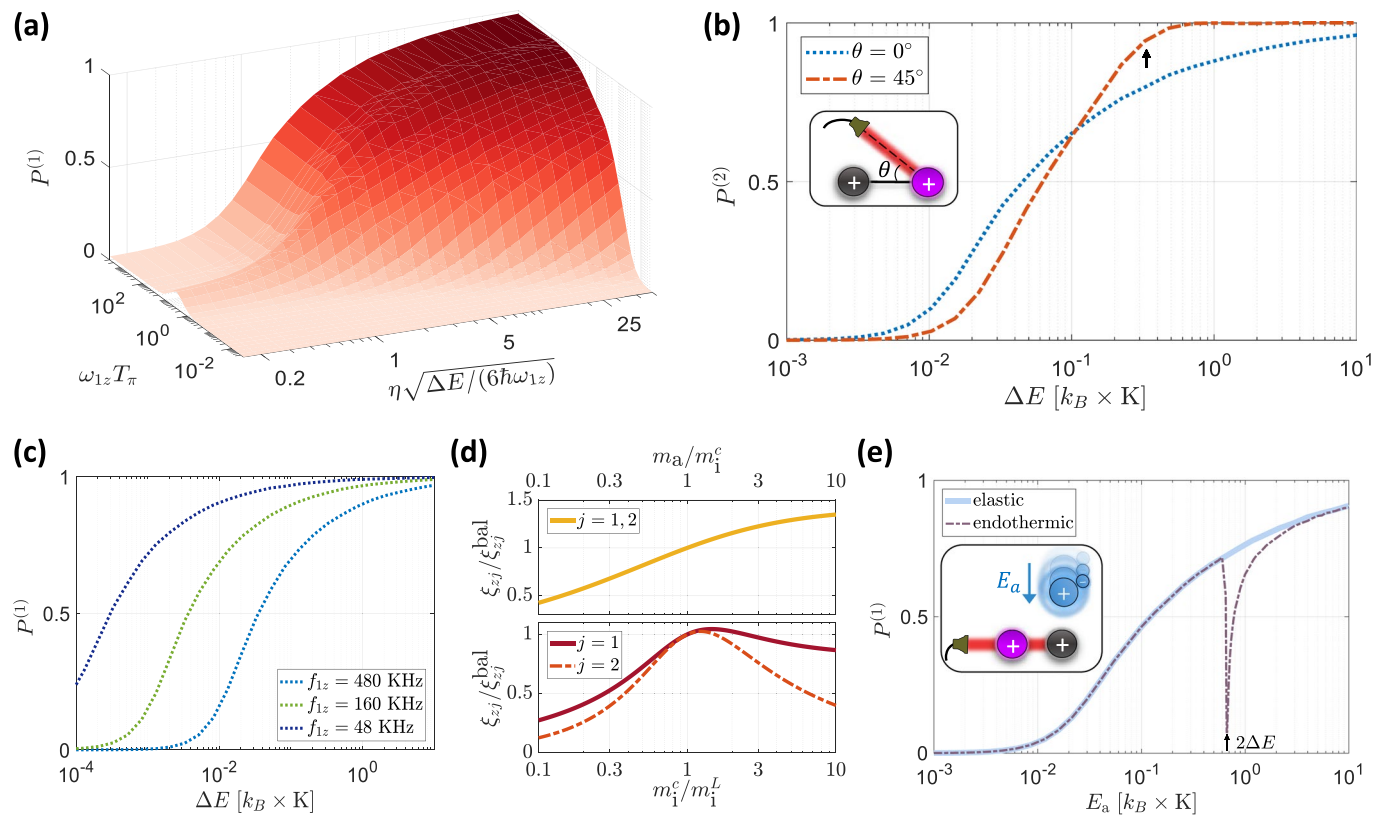 (a)
1
0.5
0
P^(1)
10^2
10^0
10^-2
ω_1z T_π
0.2
1
5
25
η√ΔE/(6ħω_1z)
(b)
2
0.5
0
P^(2)
θ = 0°
θ = 45°
θ
+
+
10^-3
10^-2
10^-1
10^0
10^1
ΔE [k_B × K]
(c)
1
0.5
0
P^(1)
f_1z = 480 KHz
f_1z = 160 KHz
f_1z = 48 KHz
10^-4
10^-2
10^0
ΔE [k_B × K]
(d)
m_a/m_i^c
0.1
0.3
1
3
10
1.5
1
0.5
ξ_zj/ξ_zj^bal
j = 1, 2
1
0.5
0
ξ_zj/ξ_zj^bal
j = 1
j = 2
0.1
0.3
1
3
10
m_i^c/m_i^L
(e)
1
0.5
0
P^(1)
elastic
endothermic
E_a
+
-
+
+
2ΔE
10^-3
10^-2
10^-1
10^0
10^1
E_a [k_B × K]